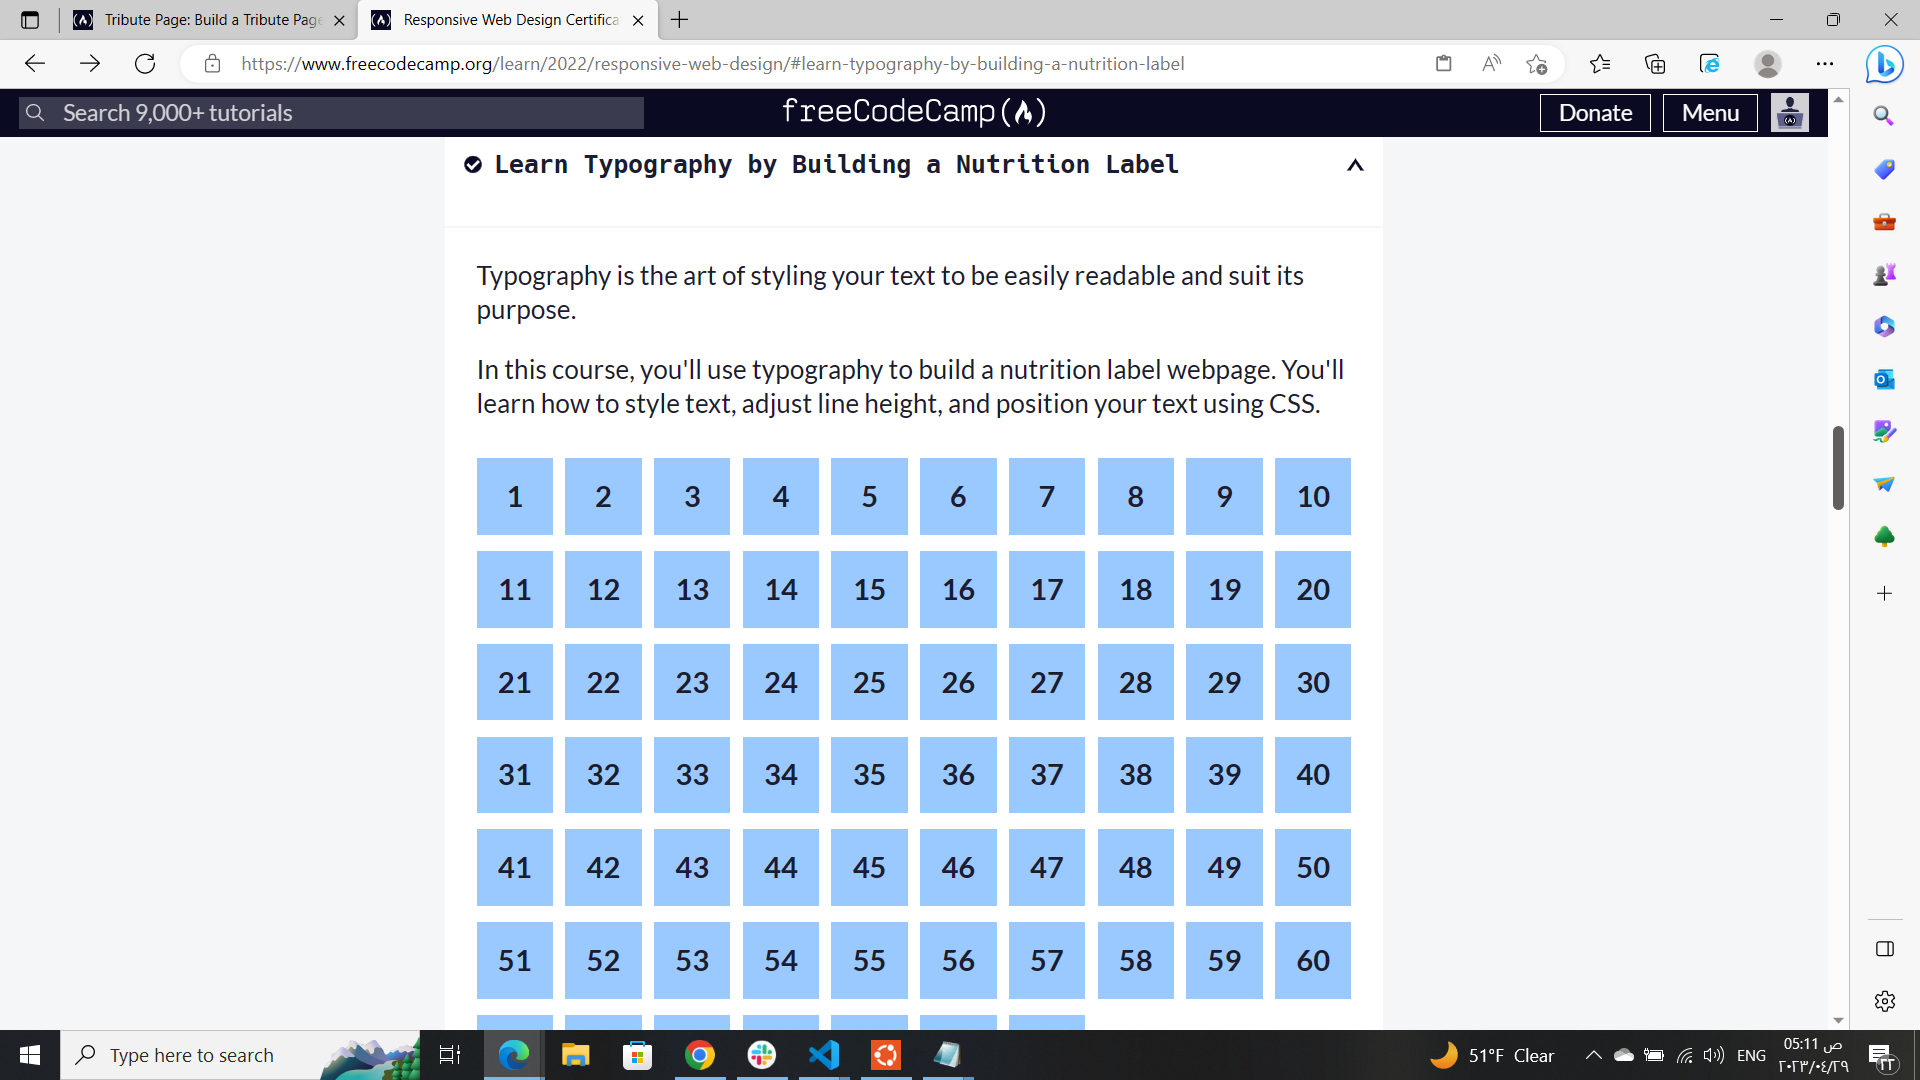 Tribute Page: Build a Tribute Page
Responsive Web Design Certifica
https://www.freecodecamp.org/learn/2022/responsive-web-design/#learn-typography-by-building-a-nutrition-label
Search 9,000+ tutorials
freeCodeCamp
Donate
Menu
Learn Typography by Building a Nutrition Label
Typography is the art of styling your text to be easily readable and suit its
purpose.
In this course, you'll use typography to build a nutrition label webpage. You'll
learn how to style text, adjust line height, and position your text using CSS.
1 2 3 4 5 6 7 8 9 10
11 12 13 14 15 16 17 18 19 20
21 22 23 24 25 26 27 28 29 30
31 32 33 34 35 36 37 38 39 40
41 42 43 44 45 46 47 48 49 50
51 52 53 54 55 56 57 58 59 60
Type here to search
51°F Clear
ENG
05:11 ص
٢٠٢٣/٠٤/٢٩
٢٦